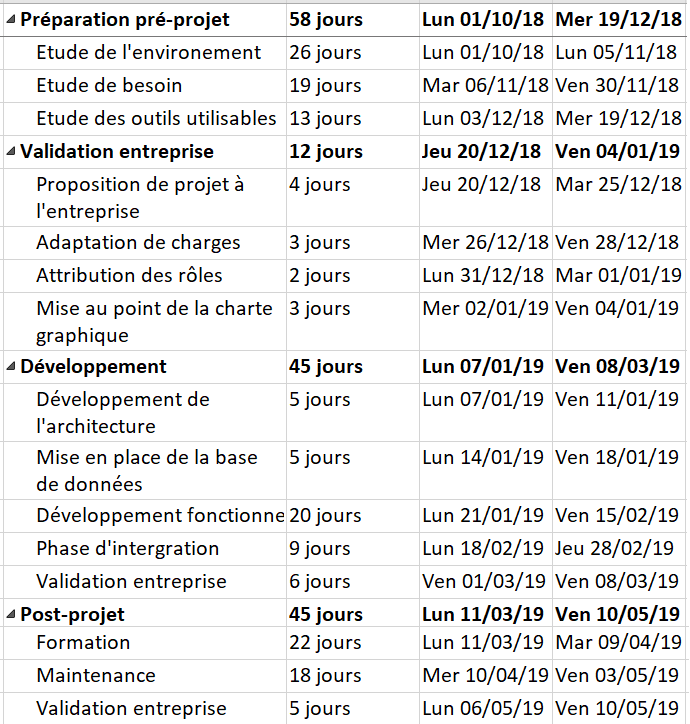 Préparation pré-projet 58 jours Lun 01/10/18 Mer 19/12/18
Etude de l'environement 26 jours Lun 01/10/18 Lun 05/11/18
Etude de besoin 19 jours Mar 06/11/18 Ven 30/11/18
Etude des outils utilisables 13 jours Lun 03/12/18 Mer 19/12/18
Validation entreprise 12 jours Jeu 20/12/18 Ven 04/01/19
Proposition de projet à 4 jours Jeu 20/12/18 Mar 25/12/18
l'entreprise
Adaptation de charges 3 jours Mer 26/12/18 Ven 28/12/18
Attribution des rôles 2 jours Lun 31/12/18 Mar 01/01/19
Mise au point de la charte 3 jours Mer 02/01/19 Ven 04/01/19
graphique
Développement 45 jours Lun 07/01/19 Ven 08/03/19
Développement de 5 jours Lun 07/01/19 Ven 11/01/19
l'architecture
Mise en place de la base 5 jours Lun 14/01/19 Ven 18/01/19
de données
Développement fonctionne 20 jours Lun 21/01/19 Ven 15/02/19
Phase d'intergration 9 jours Lun 18/02/19 Jeu 28/02/19
Validation entreprise 6 jours Ven 01/03/19 Ven 08/03/19
Post-projet 45 jours Lun 11/03/19 Ven 10/05/19
Formation 22 jours Lun 11/03/19 Mar 09/04/19
Maintenance 18 jours Mer 10/04/19 Ven 03/05/19
Validation entreprise 5 jours Lun 06/05/19 Ven 10/05/19